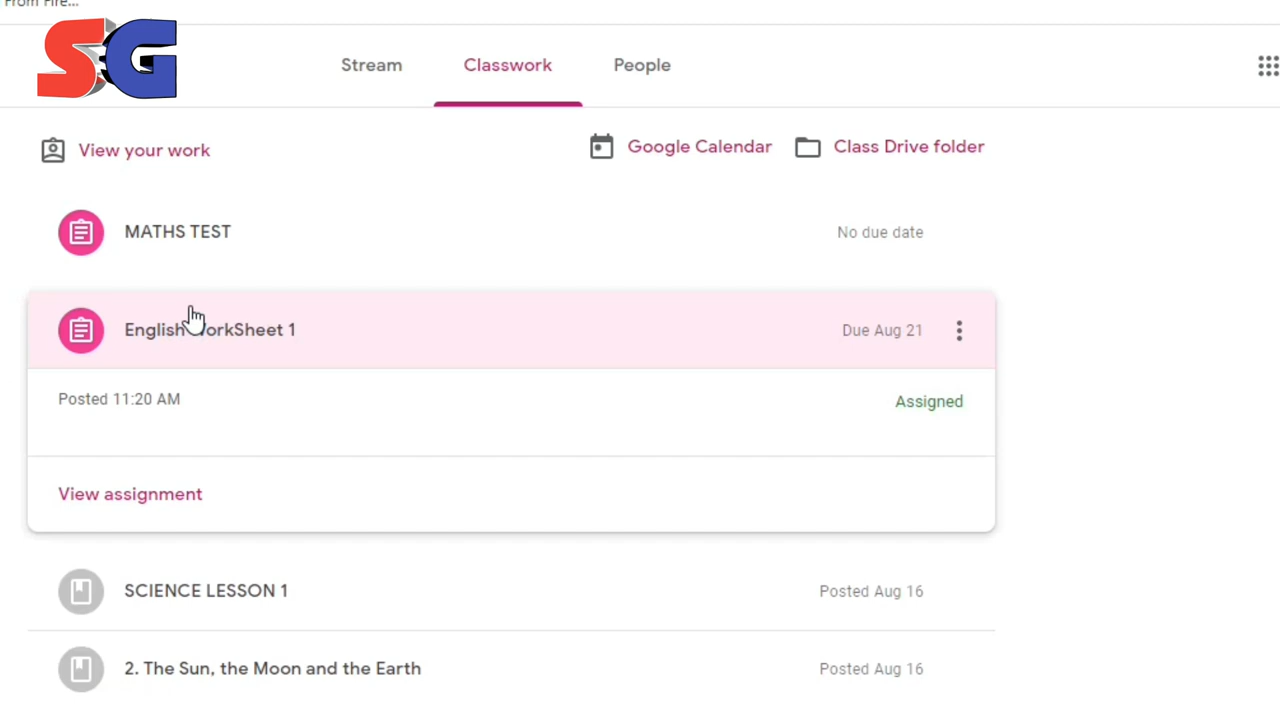 From Fire...
SG
Stream Classwork People
View your work Google Calendar Class Drive folder
MATHS TEST No due date
English WorkSheet 1 Due Aug 21
Posted 11:20 AM Assigned
View assignment
SCIENCE LESSON 1 Posted Aug 16
2. The Sun, the Moon and the Earth Posted Aug 16